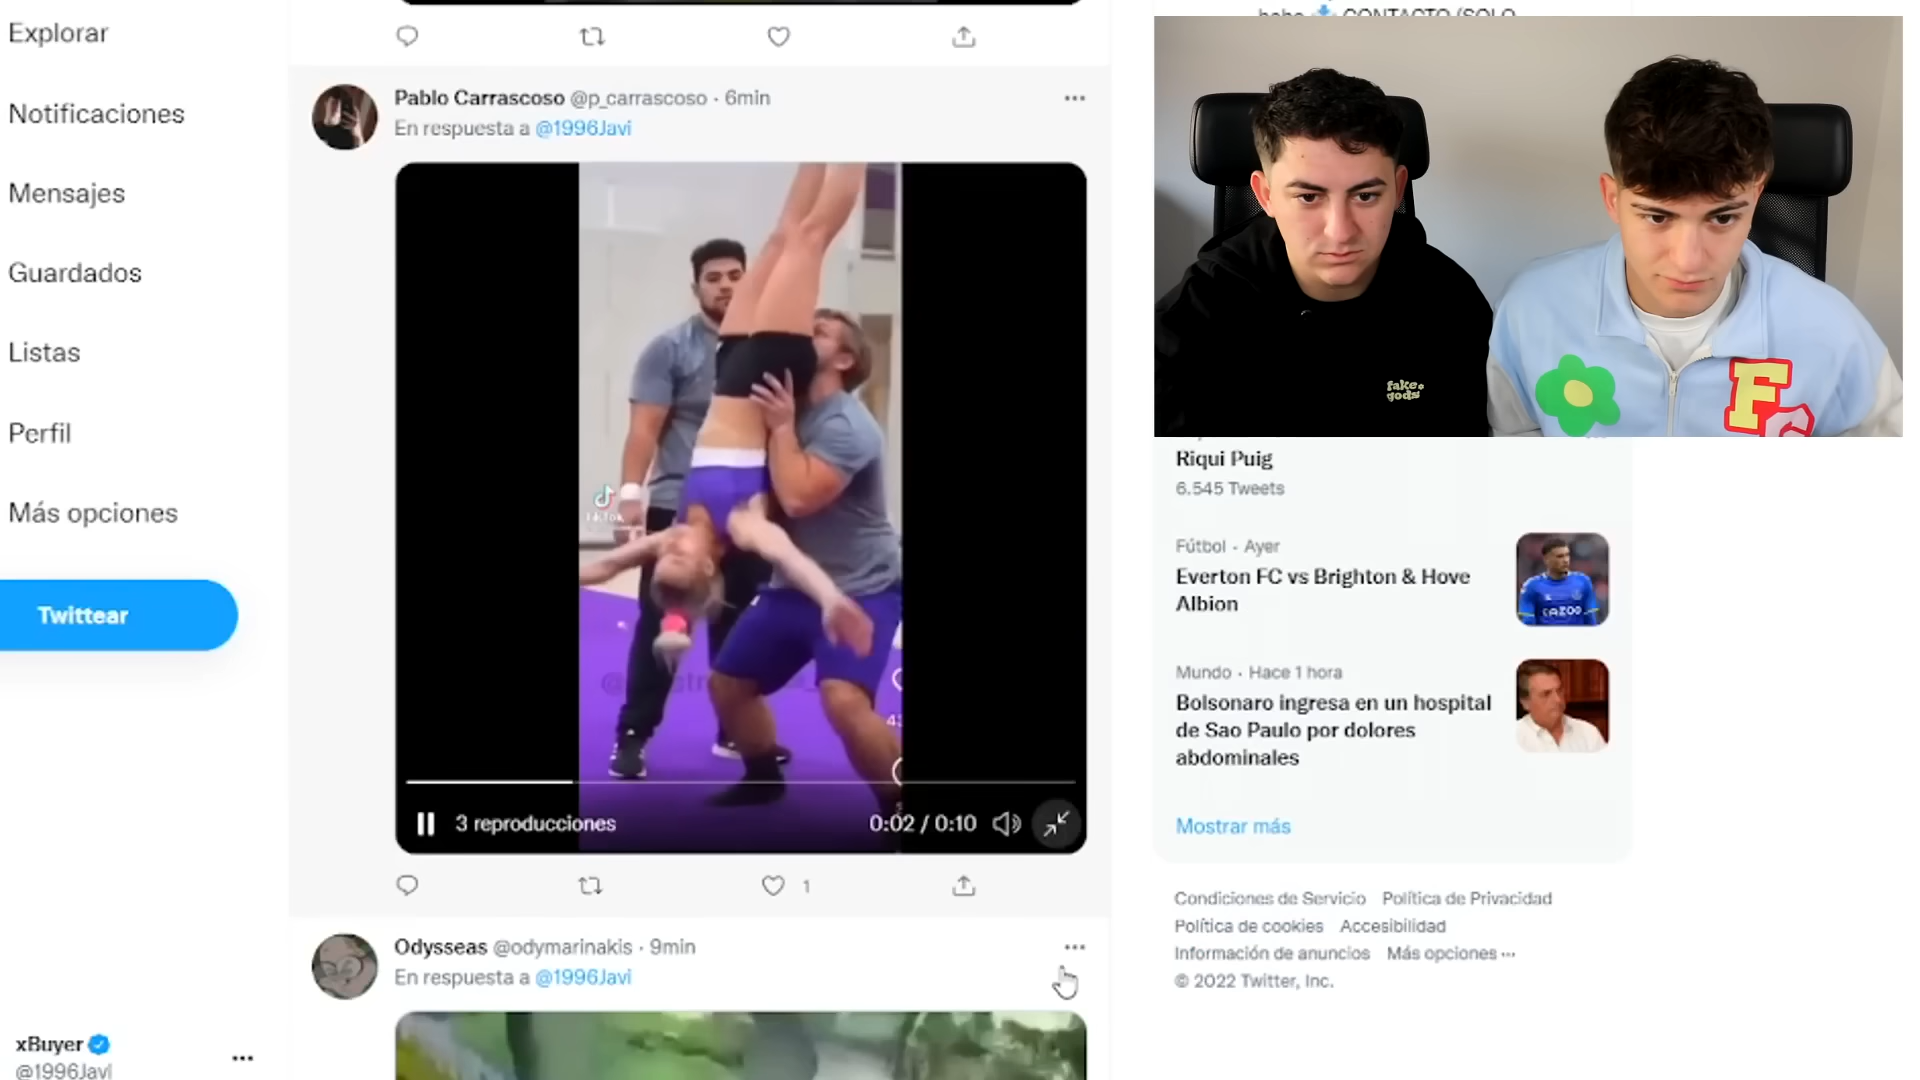 Explorar
Notificaciones
Mensajes
Guardados
Listas
Perfil
Más opciones
Twittear
xBuyer
@1996Javi
Pablo Carrascoso @p_carrascoso · 6min
En respuesta a @1996Javi
TikTok
3 reproducciones
0:02 / 0:10
1
Odysseas @odymarinakis · 9min
En respuesta a @1996Javi
CONTACTO (SOLO
fake
gods
F
Riqui Puig
6.545 Tweets
Fútbol · Ayer
Everton FC vs Brighton & Hove
Albion
CAZOO
Mundo · Hace 1 hora
Bolsonaro ingresa en un hospital
de Sao Paulo por dolores
abdominales
Mostrar más
Condiciones de Servicio Política de Privacidad
Política de cookies Accesibilidad
Información de anuncios Más opciones ···
© 2022 Twitter, Inc.